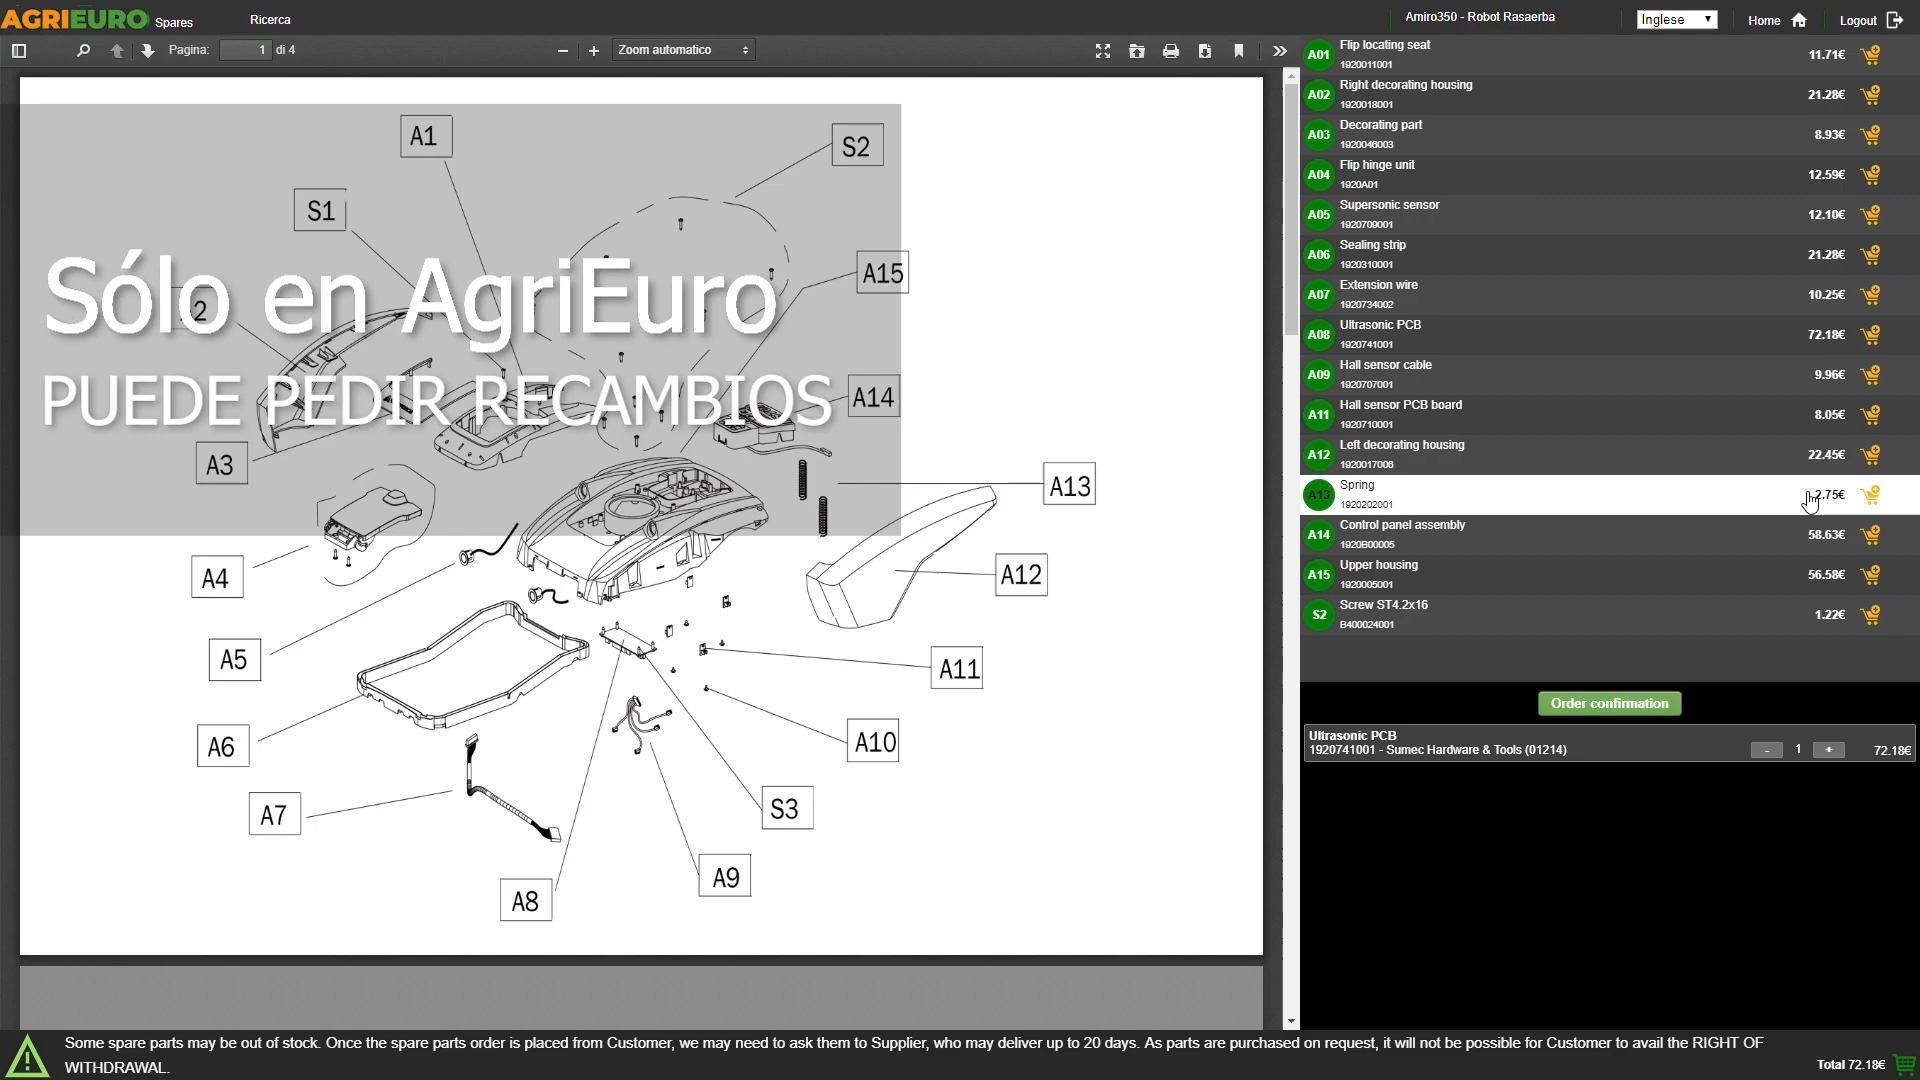 AGRIEURO Spares
Ricerca
Amiro350 - Robot Rasaerba
Inglese
Home
Logout
Pagina:
1
di 4
Zoom automatico
Sólo en AgriEuro
PUEDE PEDIR RECAMBIOS
A1
S2
S1
A15
2
A14
A3
A13
A4
A12
A5
A11
A6
A10
A7
S3
A9
A8
A01 Flip locating seat 11.71€
1920011001
A02 Right decorating housing 21.28€
1920018001
A03 Decorating part 8.93€
1920046003
A04 Flip hinge unit 12.59€
1920A01
A05 Supersonic sensor 12.10€
1920709001
A06 Sealing strip 21.28€
1920310001
A07 Extension wire 10.25€
1920734002
A08 Ultrasonic PCB 72.18€
1920741001
A09 Hall sensor cable 9.96€
1920707001
A11 Hall sensor PCB board 8.05€
1920710001
A12 Left decorating housing 22.45€
1920017006
A13 Spring 2.75€
1920202001
A14 Control panel assembly 58.63€
1920B00005
A15 Upper housing 56.58€
1920005001
S2 Screw ST4.2x16 1.22€
B400024001
Order confirmation
Ultrasonic PCB
1920741001 - Sumec Hardware & Tools (01214) - 1 + 72.18€
Some spare parts may be out of stock. Once the spare parts order is placed from Customer, we may need to ask them to Supplier, who may deliver up to 20 days. As parts are purchased on request, it will not be possible for Customer to avail the RIGHT OF
WITHDRAWAL.
Total 72.18€